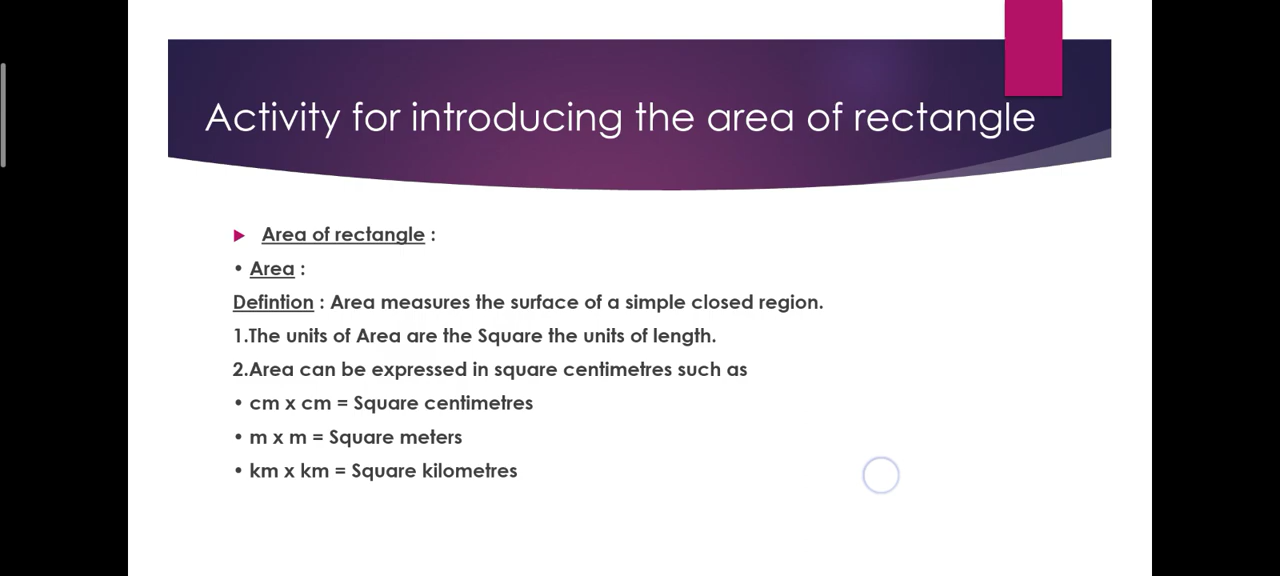 Activity for introducing the area of rectangle
Area of rectangle :
• Area :
Defintion : Area measures the surface of a simple closed region.
1.The units of Area are the Square the units of length.
2.Area can be expressed in square centimetres such as
• cm x cm = Square centimetres
• m x m = Square meters
• km x km = Square kilometres